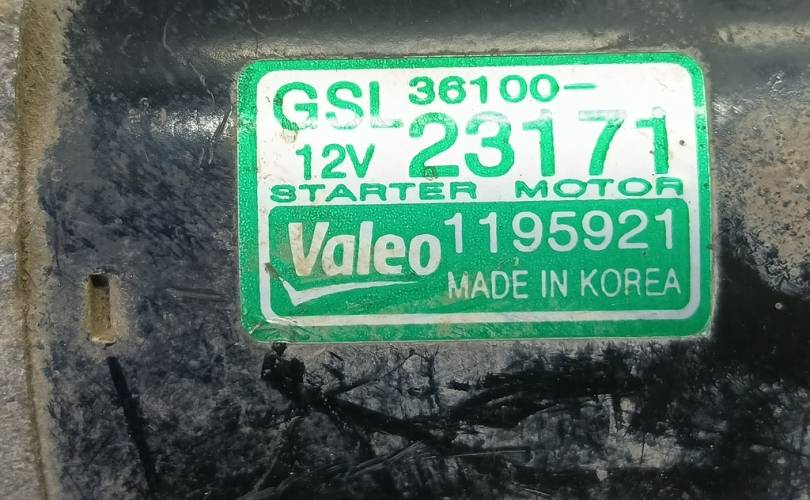 GSL 36100-
12V 23171
STARTER MOTOR
Valeo 1195921
MADE IN KOREA